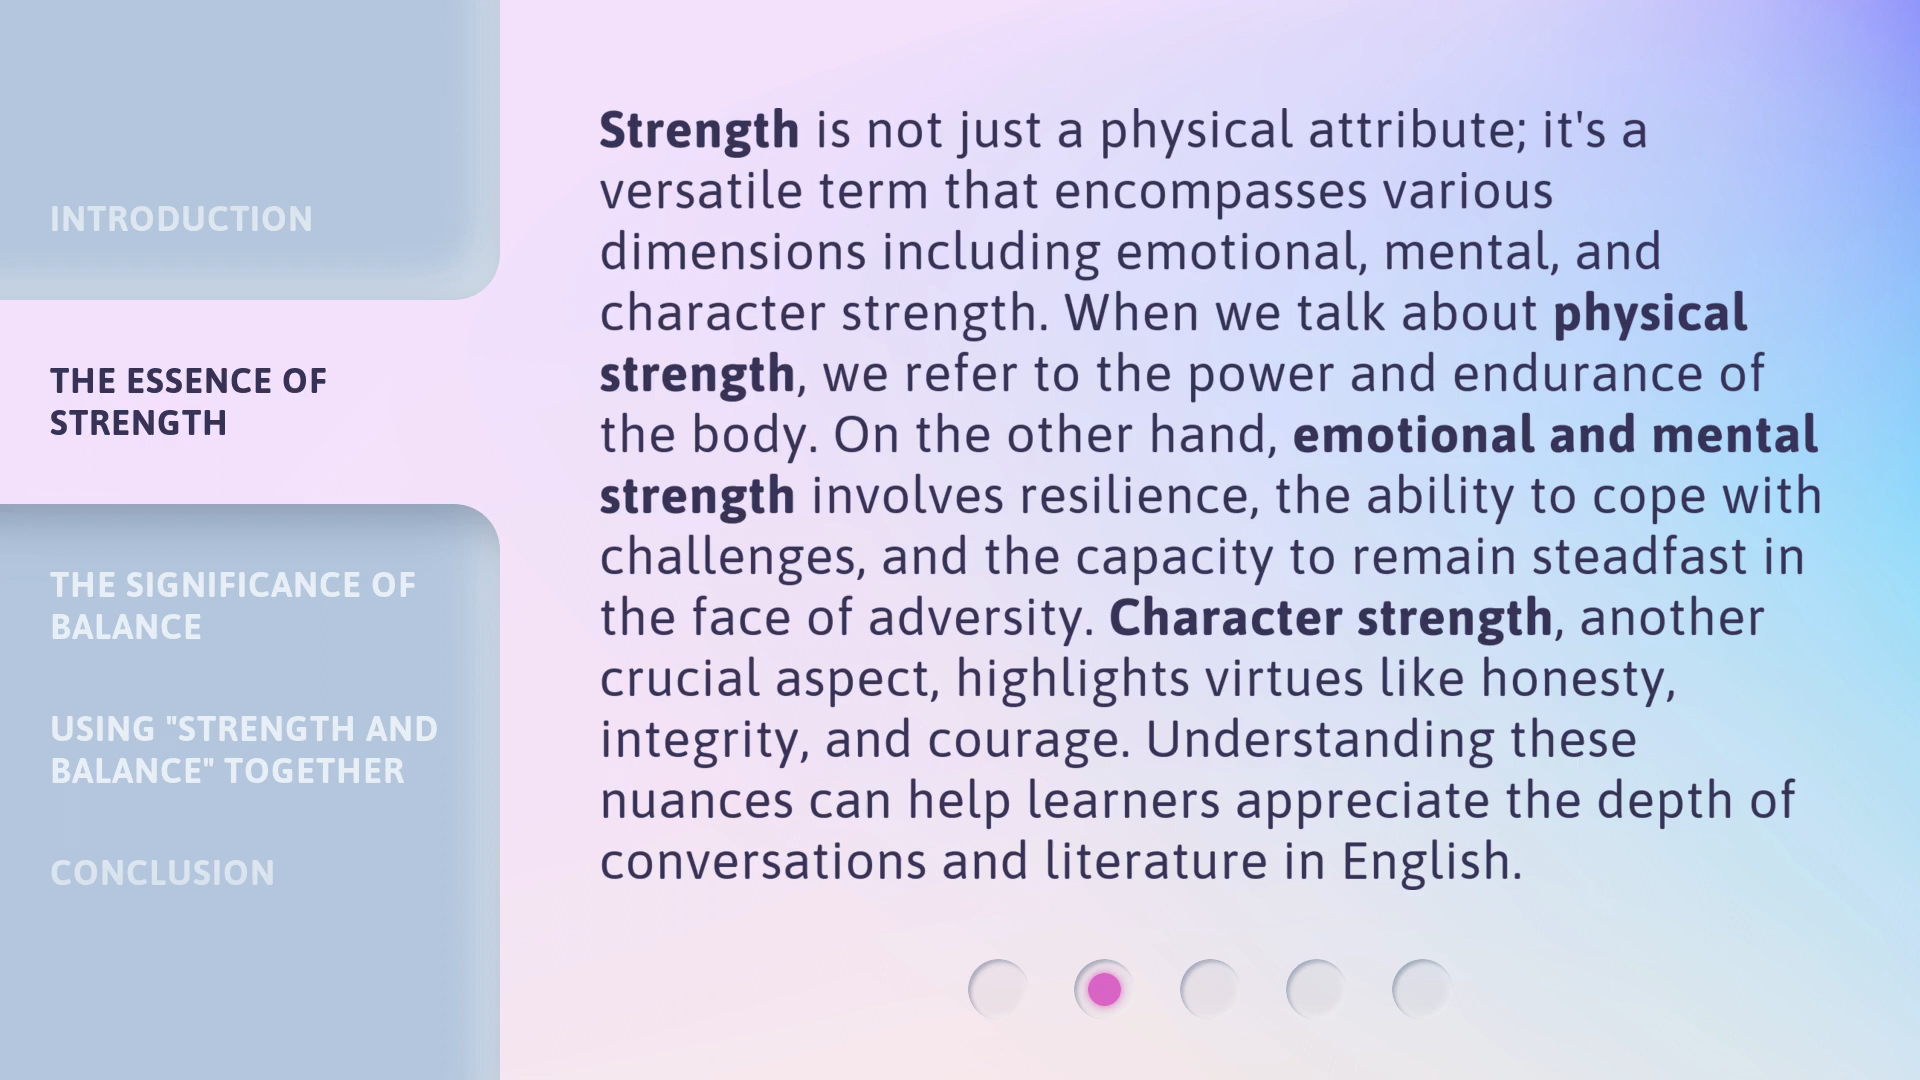 INTRODUCTION
THE ESSENCE OF
STRENGTH
THE SIGNIFICANCE OF
BALANCE
USING "STRENGTH AND
BALANCE" TOGETHER
CONCLUSION
Strength is not just a physical attribute; it's a
versatile term that encompasses various
dimensions including emotional, mental, and
character strength. When we talk about physical
strength, we refer to the power and endurance of
the body. On the other hand, emotional and mental
strength involves resilience, the ability to cope with
challenges, and the capacity to remain steadfast in
the face of adversity. Character strength, another
crucial aspect, highlights virtues like honesty,
integrity, and courage. Understanding these
nuances can help learners appreciate the depth of
conversations and literature in English.